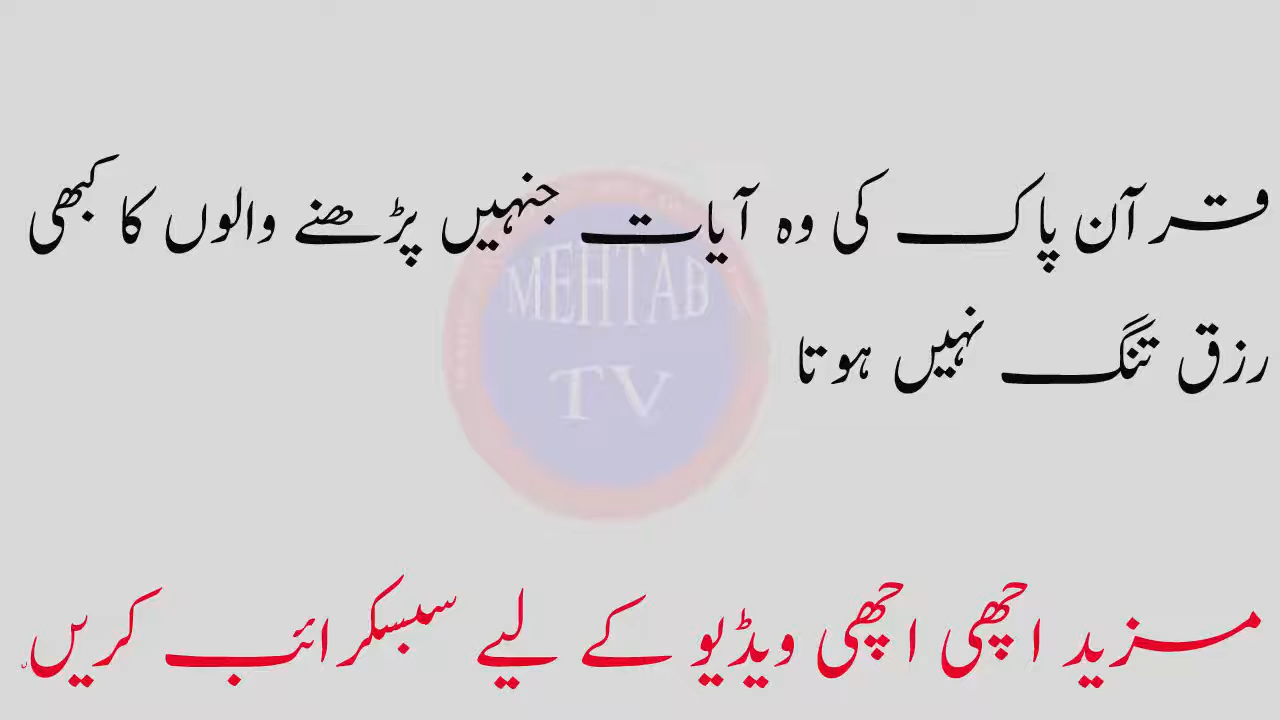 قرآن پاک کی وہ آیات جنہیں پڑھنے والوں کا کبھی
رزق تنگ نہیں ہوتا
MEHTAB
TV
مزید اچھی اچھی ویڈیو کے لیے سبسکرائب کریں